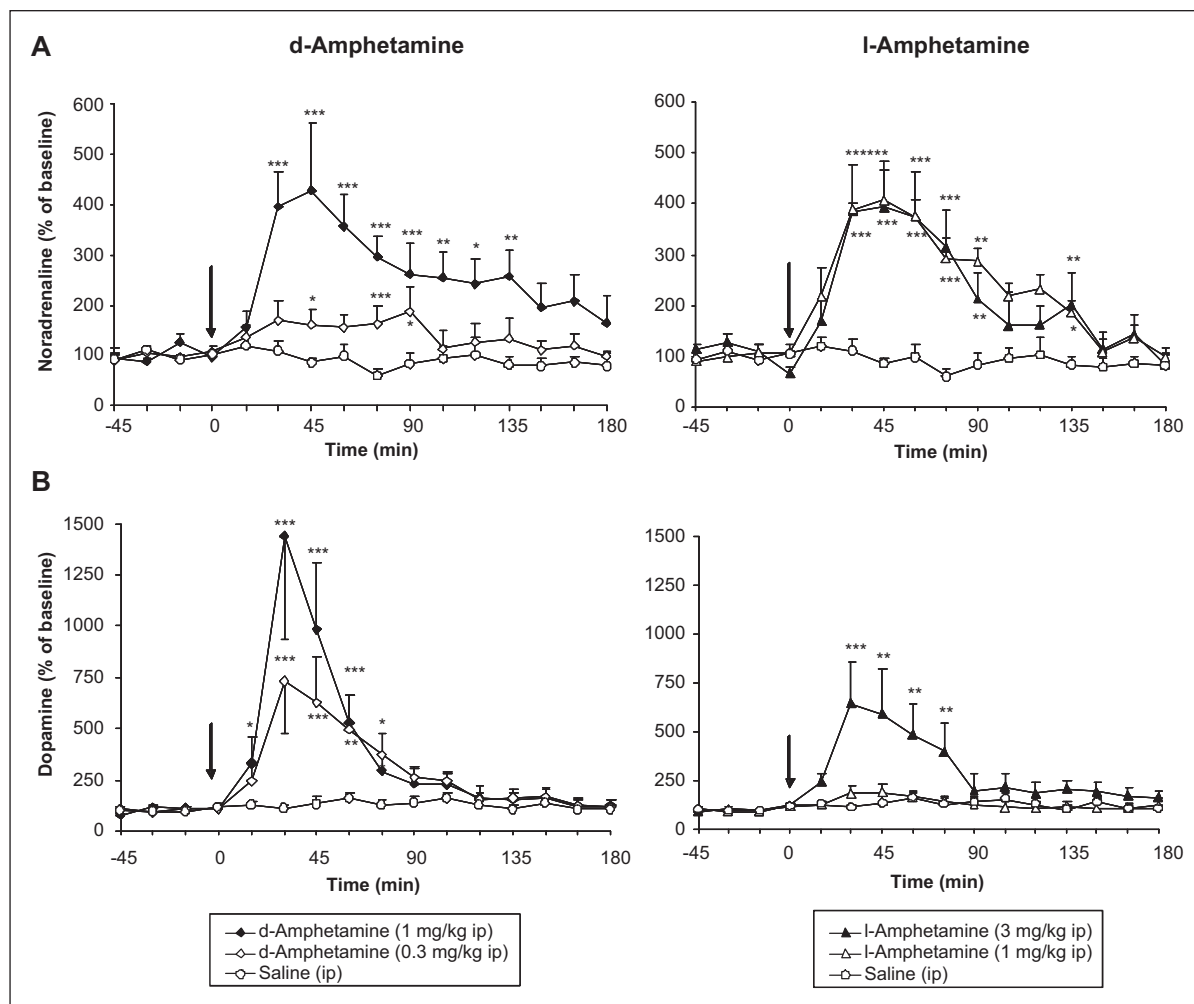 A
d-Amphetamine
l-Amphetamine
Noradrenaline (% of baseline)
600
500
400
300
200
100
0
-45 0 45 90 135 180
Time (min)
*** *** *** *** *** ** * **
* *** *
600
500
400
300
200
100
0
-45 0 45 90 135 180
Time (min)
****** *** *** ** **
*** *** *** *** ** *
B
Dopamine (% of baseline)
1500
1250
1000
750
500
250
0
-45 0 45 90 135 180
Time (min)
* *** *** *** *
*** *** **
1500
1250
1000
750
500
250
0
-45 0 45 90 135 180
Time (min)
*** ** ** **
d-Amphetamine (1 mg/kg ip)
d-Amphetamine (0.3 mg/kg ip)
Saline (ip)
l-Amphetamine (3 mg/kg ip)
l-Amphetamine (1 mg/kg ip)
Saline (ip)